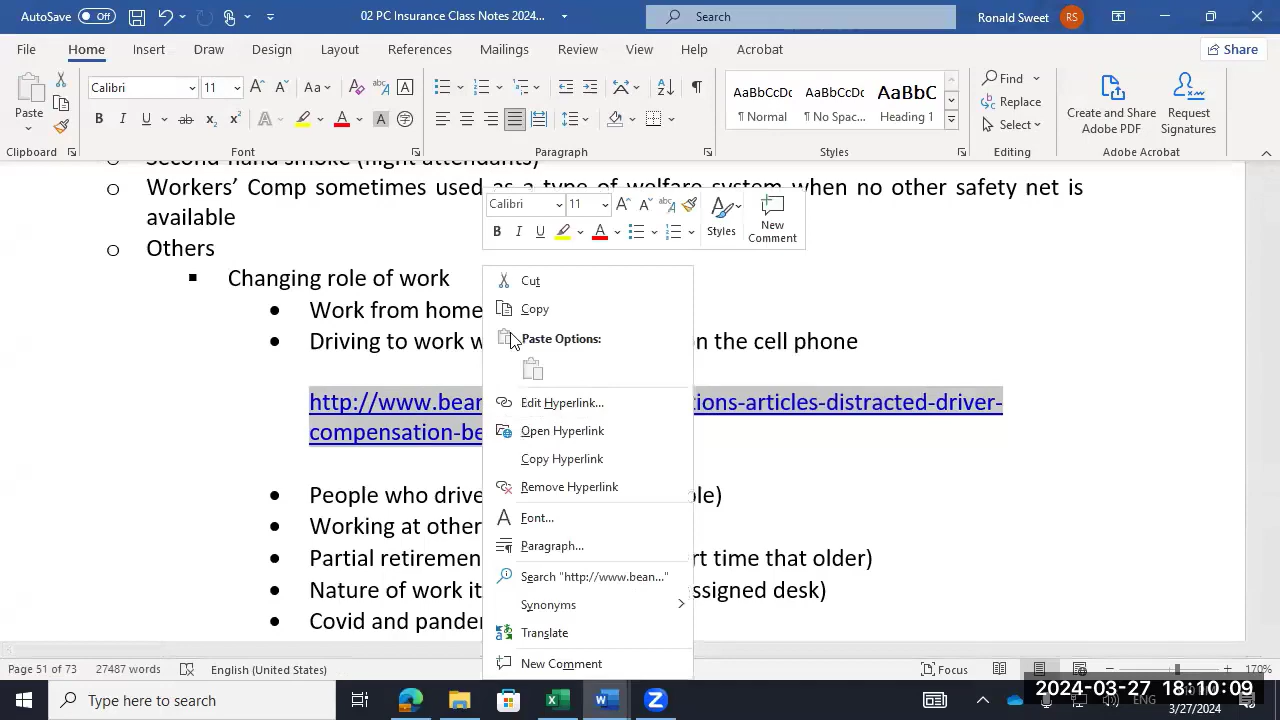 AutoSave Off 02 PC Insurance Class Notes 2024... Search Ronald Sweet RS
File Home Insert Draw Design Layout References Mailings Review View Help Acrobat Share
Paste Calibri 11 Aa AaBbCcDc AaBbCcDc AaBbC Find
Normal No Spac... Heading 1 Replace
Select Create and Share Adobe PDF Request Signatures
Clipboard Font Paragraph Styles Editing Adobe Acrobat
Second hand smoke (flight attendants)
Workers' Comp sometimes used as a type of welfare system when no other safety net is
available
Others
Changing role of work
Work from home
Driving to work w on the cell phone
http://www.bean tions-articles-distracted-driver-
compensation-be
People who drive le)
Working at other
Partial retiremen rt time that older)
Nature of work it ssigned desk)
Covid and pander
Calibri 11 Styles New Comment
Cut
Copy
Paste Options:
Edit Hyperlink...
Open Hyperlink
Copy Hyperlink
Remove Hyperlink
Font...
Paragraph...
Search "http://www.bean..."
Synonyms
Translate
New Comment
Page 51 of 73 27487 words English (United States) Focus 170%
Type here to search ENG
2024-03-27 18:10:09
3/27/2024